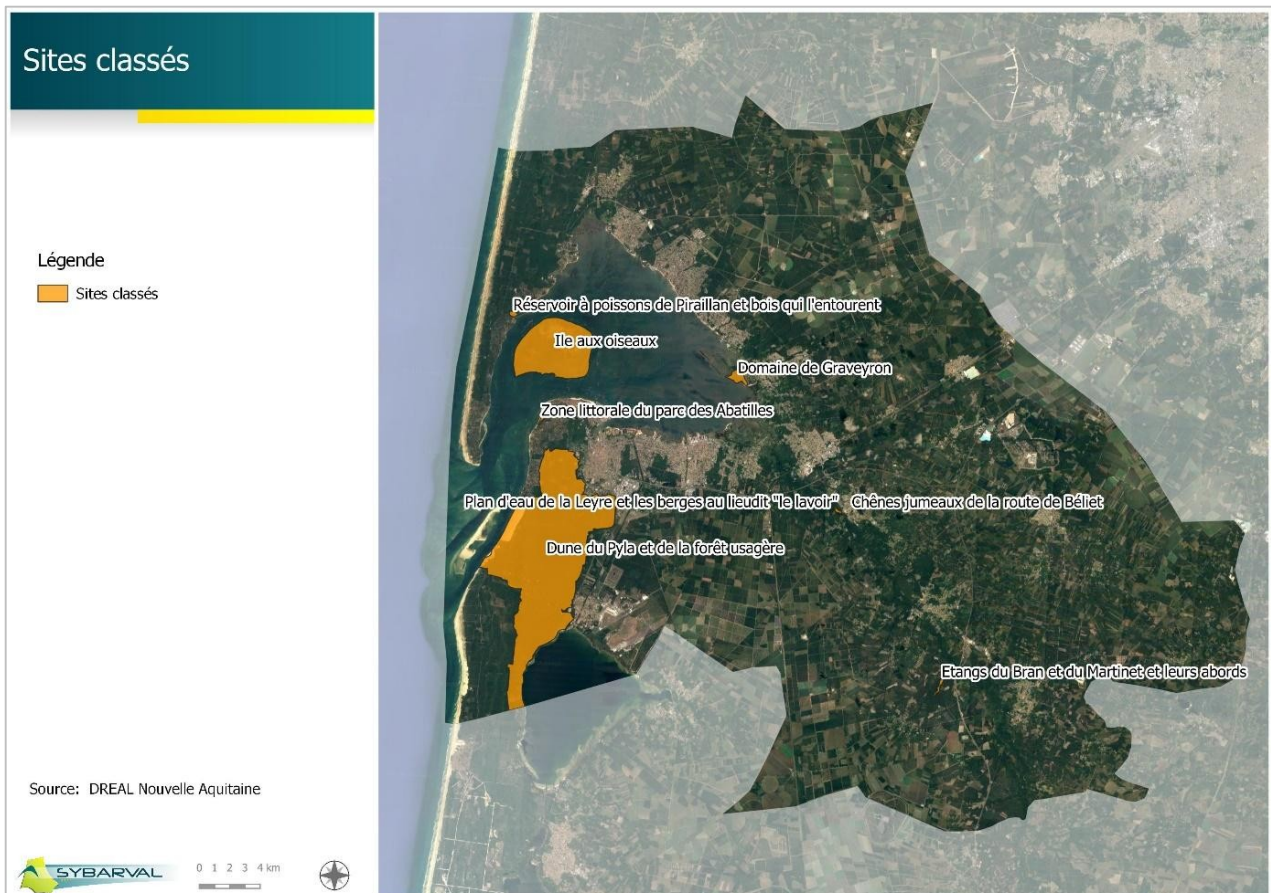 Sites classés
Légende
Sites classés
Réservoir à poissons de Piraillan et bois qui l'entourent
Ile aux oiseaux
Domaine de Graveyron
Zone littorale du parc des Abatilles
Plan d'eau de la Leyre et les berges au lieudit "le lavoir"
Chênes jumeaux de la route de Béliet
Dune du Pyla et de la forêt usagère
Etangs du Bran et du Martinet et leurs abords
Source: DREAL Nouvelle Aquitaine
SYBARVAL
0 1 2 3 4 km